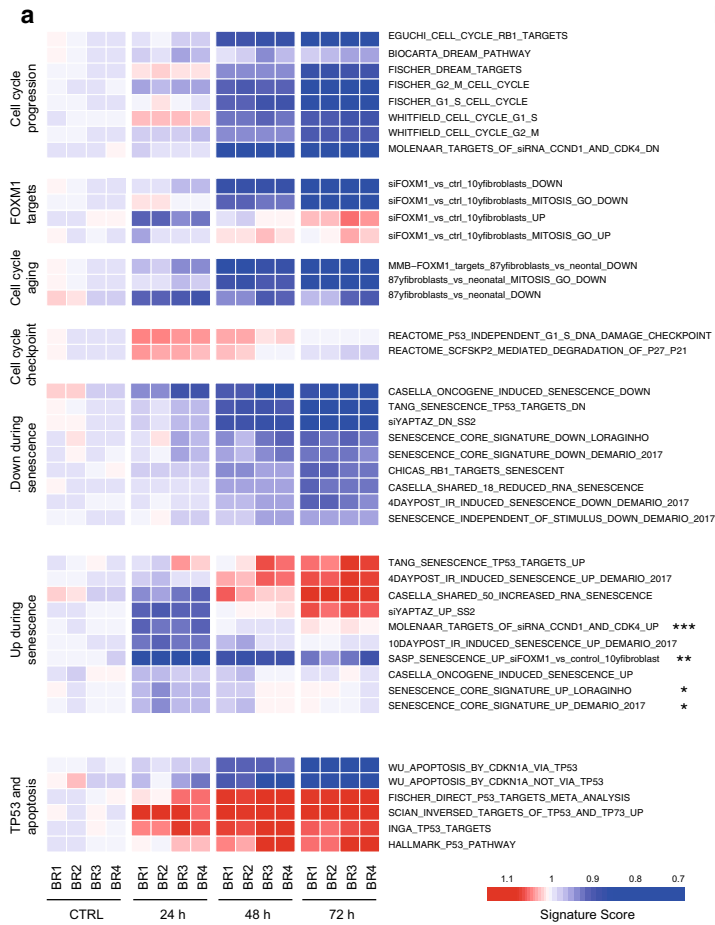 a
Cell cycle
progression
EGUCHI_CELL_CYCLE_RB1_TARGETS
BIOCARTA_DREAM_PATHWAY
FISCHER_DREAM_TARGETS
FISCHER_G2_M_CELL_CYCLE
FISCHER_G1_S_CELL_CYCLE
WHITFIELD_CELL_CYCLE_G1_S
WHITFIELD_CELL_CYCLE_G2_M
MOLENAAR_TARGETS_OF_siRNA_CCND1_AND_CDK4_DN
FOXM1
targets
siFOXM1_vs_ctrl_10yfibroblasts_DOWN
siFOXM1_vs_ctrl_10yfibroblasts_MITOSIS_GO_DOWN
siFOXM1_vs_ctrl_10yfibroblasts_UP
siFOXM1_vs_ctrl_10yfibroblasts_MITOSIS_GO_UP
Cell cycle
aging
MMB-FOXM1_targets_87yfibroblasts_vs_neontal_DOWN
87yfibroblasts_vs_neonatal_MITOSIS_GO_DOWN
87yfibroblasts_vs_neonatal_DOWN
Cell cycle
checkpoint
REACTOME_P53_INDEPENDENT_G1_S_DNA_DAMAGE_CHECKPOINT
REACTOME_SCFSKP2_MEDIATED_DEGRADATION_OF_P27_P21
.Down during
senescence
CASELLA_ONCOGENE_INDUCED_SENESCENCE_DOWN
TANG_SENESCENCE_TP53_TARGETS_DN
siYAPTAZ_DN_SS2
SENESCENCE_CORE_SIGNATURE_DOWN_LORAGINHO
SENESCENCE_CORE_SIGNATURE_DOWN_DEMARIO_2017
CHICAS_RB1_TARGETS_SENESCENT
CASELLA_SHARED_18_REDUCED_RNA_SENESCENCE
4DAYPOST_IR_INDUCED_SENESCENCE_DOWN_DEMARIO_2017
SENESCENCE_INDEPENDENT_OF_STIMULUS_DOWN_DEMARIO_2017
Up during
senescence
TANG_SENESCENCE_TP53_TARGETS_UP
4DAYPOST_IR_INDUCED_SENESCENCE_UP_DEMARIO_2017
CASELLA_SHARED_50_INCREASED_RNA_SENESCENCE
siYAPTAZ_UP_SS2
MOLENAAR_TARGETS_OF_siRNA_CCND1_AND_CDK4_UP ***
10DAYPOST_IR_INDUCED_SENESCENCE_UP_DEMARIO_2017
SASP_SENESCENCE_UP_siFOXM1_vs_control_10yfibroblast **
CASELLA_ONCOGENE_INDUCED_SENESCENCE_UP
SENESCENCE_CORE_SIGNATURE_UP_LORAGINHO *
SENESCENCE_CORE_SIGNATURE_UP_DEMARIO_2017 *
TP53 and
apoptosis
WU_APOPTOSIS_BY_CDKN1A_VIA_TP53
WU_APOPTOSIS_BY_CDKN1A_NOT_VIA_TP53
FISCHER_DIRECT_P53_TARGETS_META_ANALYSIS
SCIAN_INVERSED_TARGETS_OF_TP53_AND_TP73_UP
INGA_TP53_TARGETS
HALLMARK_P53_PATHWAY
BR1 BR2 BR3 BR4 BR1 BR2 BR3 BR4 BR1 BR2 BR3 BR4 BR1 BR2 BR3 BR4
CTRL 24 h 48 h 72 h
1.1 1 0.9 0.8 0.7
Signature Score